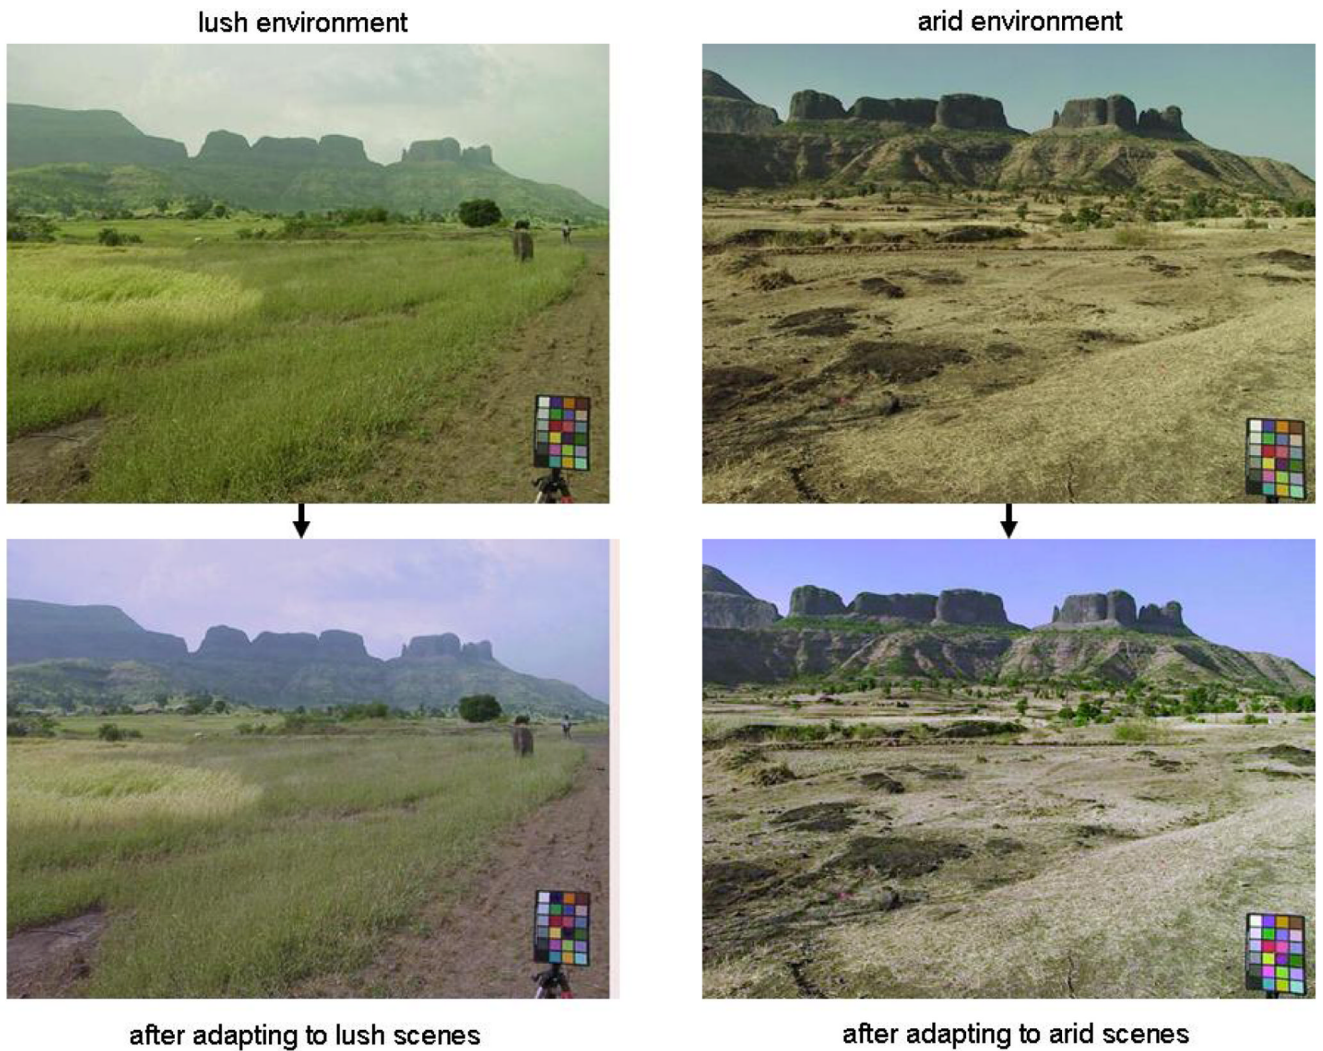 lush environment
arid environment
after adapting to lush scenes
after adapting to arid scenes